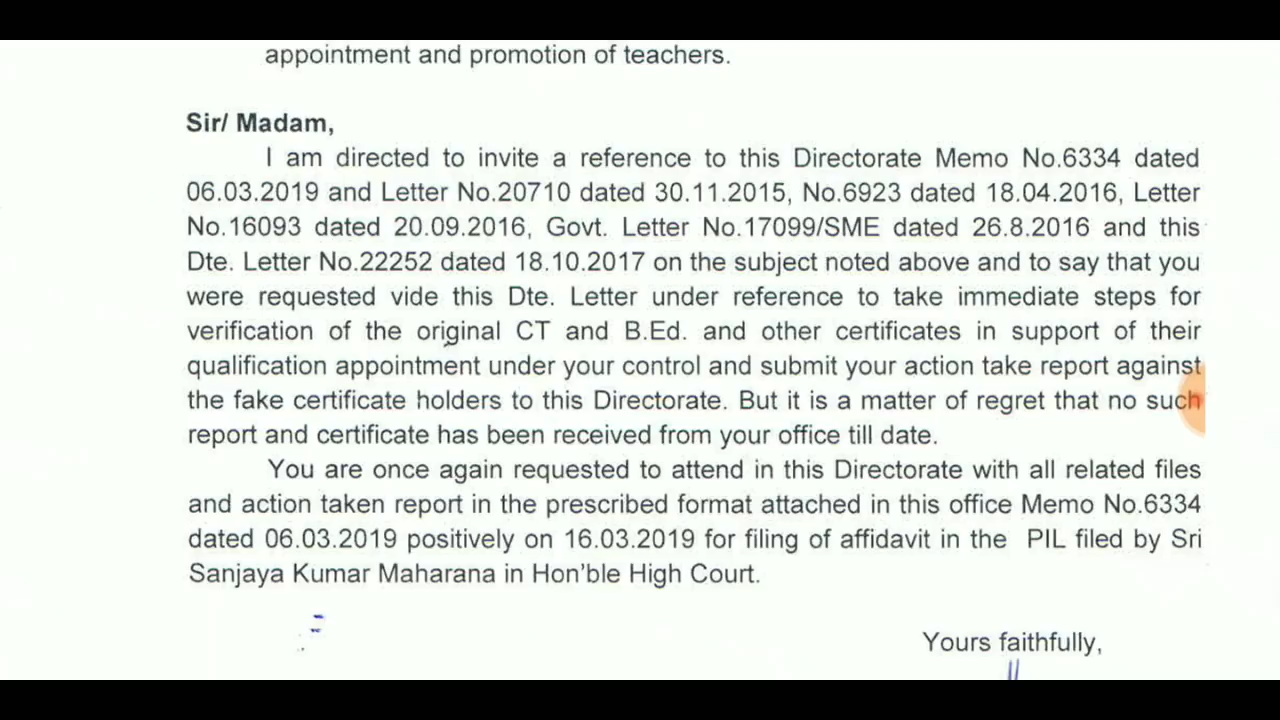 appointment and promotion of teachers.
Sir/ Madam,
I am directed to invite a reference to this Directorate Memo No.6334 dated
06.03.2019 and Letter No.20710 dated 30.11.2015, No.6923 dated 18.04.2016, Letter
No.16093 dated 20.09.2016, Govt. Letter No.17099/SME dated 26.8.2016 and this
Dte. Letter No.22252 dated 18.10.2017 on the subject noted above and to say that you
were requested vide this Dte. Letter under reference to take immediate steps for
verification of the original CT and B.Ed. and other certificates in support of their
qualification appointment under your control and submit your action take report against
the fake certificate holders to this Directorate. But it is a matter of regret that no such
report and certificate has been received from your office till date.
You are once again requested to attend in this Directorate with all related files
and action taken report in the prescribed format attached in this office Memo No.6334
dated 06.03.2019 positively on 16.03.2019 for filing of affidavit in the PIL filed by Sri
Sanjaya Kumar Maharana in Hon'ble High Court.
Yours faithfully,